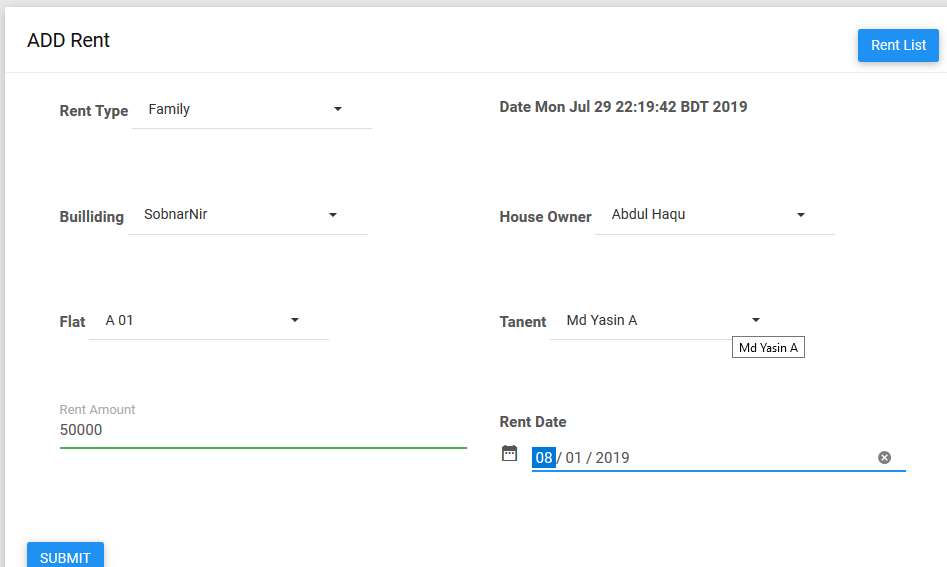 ADD Rent
Rent List
Rent Type Family
Date Mon Jul 29 22:19:42 BDT 2019
Builliding SobnarNir
House Owner Abdul Haqu
Flat A 01
Tanent Md Yasin A
Md Yasin A
Rent Amount
50000
Rent Date
08 / 01 / 2019
SUBMIT